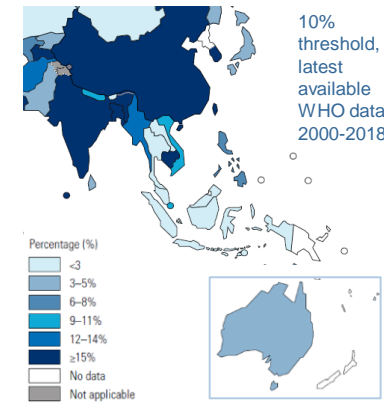 10%
threshold,
latest
available
WHO data
2000-2018
Percentage (%)
<3
3–5%
6–8%
9–11%
12–14%
≥15%
No data
Not applicable